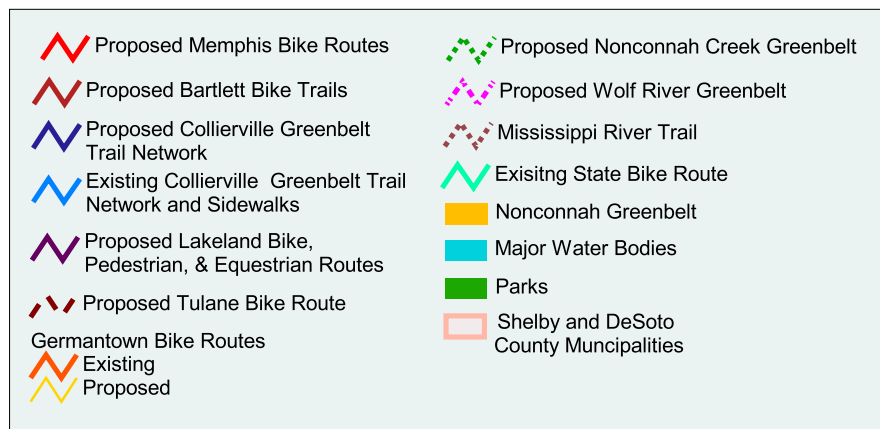 Proposed Memphis Bike Routes
Proposed Bartlett Bike Trails
Proposed Collierville Greenbelt
Trail Network
Existing Collierville  Greenbelt Trail
Network and Sidewalks
Proposed Lakeland Bike,
Pedestrian, & Equestrian Routes
Proposed Tulane Bike Route
Germantown Bike Routes
Existing
Proposed
Proposed Nonconnah Creek Greenbelt
Proposed Wolf River Greenbelt
Mississippi River Trail
Exisitng State Bike Route
Nonconnah Greenbelt
Major Water Bodies
Parks
Shelby and DeSoto
County Muncipalities